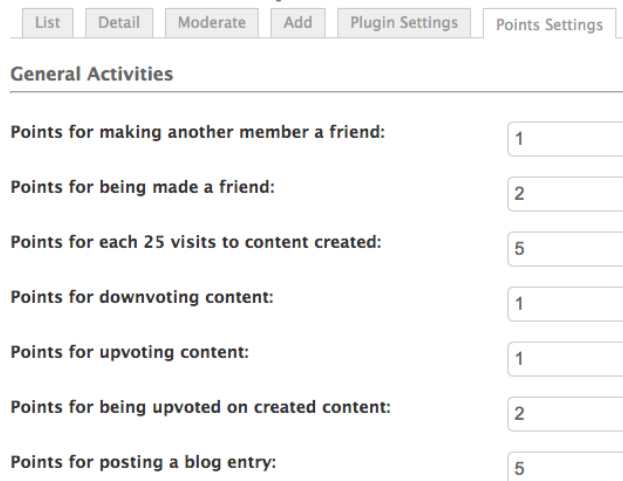 List Detail Moderate Add Plugin Settings Points Settings
General Activities
Points for making another member a friend: 1
Points for being made a friend: 2
Points for each 25 visits to content created: 5
Points for downvoting content: 1
Points for upvoting content: 1
Points for being upvoted on created content: 2
Points for posting a blog entry: 5